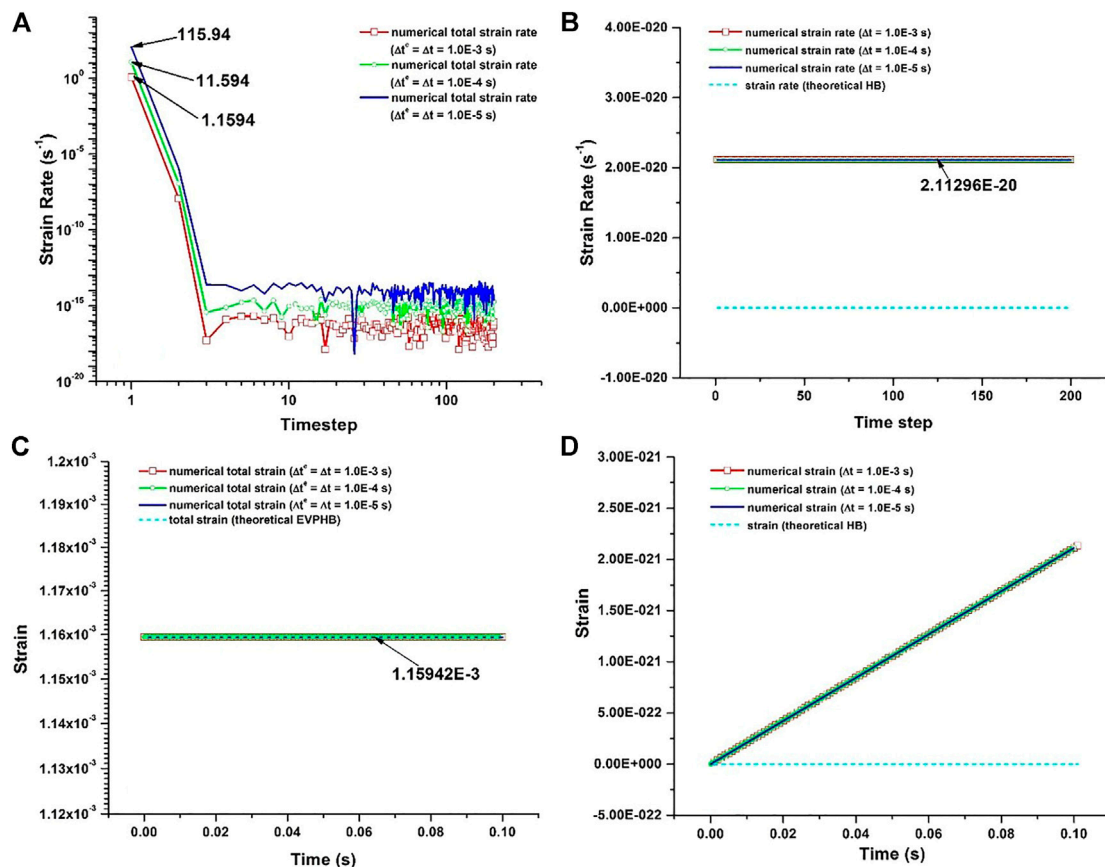 A
115.94
11.594
1.1594
numerical total strain rate
(Δtᵉ = Δt = 1.0E-3 s)
numerical total strain rate
(Δtᵉ = Δt = 1.0E-4 s)
numerical total strain rate
(Δtᵉ = Δt = 1.0E-5 s)
10⁰
10⁻⁵
10⁻¹⁰
10⁻¹⁵
10⁻²⁰
Strain Rate (s⁻¹)
1
10
100
Timestep
B
numerical strain rate (Δt = 1.0E-3 s)
numerical strain rate (Δt = 1.0E-4 s)
numerical strain rate (Δt = 1.0E-5 s)
strain rate (theoretical HB)
4.00E-020
3.00E-020
2.00E-020
1.00E-020
0.00E+000
-1.00E-020
2.11296E-20
Strain Rate (s⁻¹)
0
50
100
150
200
Time step
C
numerical total strain (Δtᵉ = Δt = 1.0E-3 s)
numerical total strain (Δtᵉ = Δt = 1.0E-4 s)
numerical total strain (Δtᵉ = Δt = 1.0E-5 s)
total strain (theoretical EVPHB)
1.2x10⁻³
1.19x10⁻³
1.18x10⁻³
1.17x10⁻³
1.16x10⁻³
1.15x10⁻³
1.14x10⁻³
1.13x10⁻³
1.12x10⁻³
1.15942E-3
Strain
0.00
0.02
0.04
0.06
0.08
0.10
Time (s)
D
numerical strain (Δt = 1.0E-3 s)
numerical strain (Δt = 1.0E-4 s)
numerical strain (Δt = 1.0E-5 s)
strain (theoretical HB)
3.00E-021
2.50E-021
2.00E-021
1.50E-021
1.00E-021
5.00E-022
0.00E+000
-5.00E-022
Strain
0.00
0.02
0.04
0.06
0.08
0.10
Time (s)